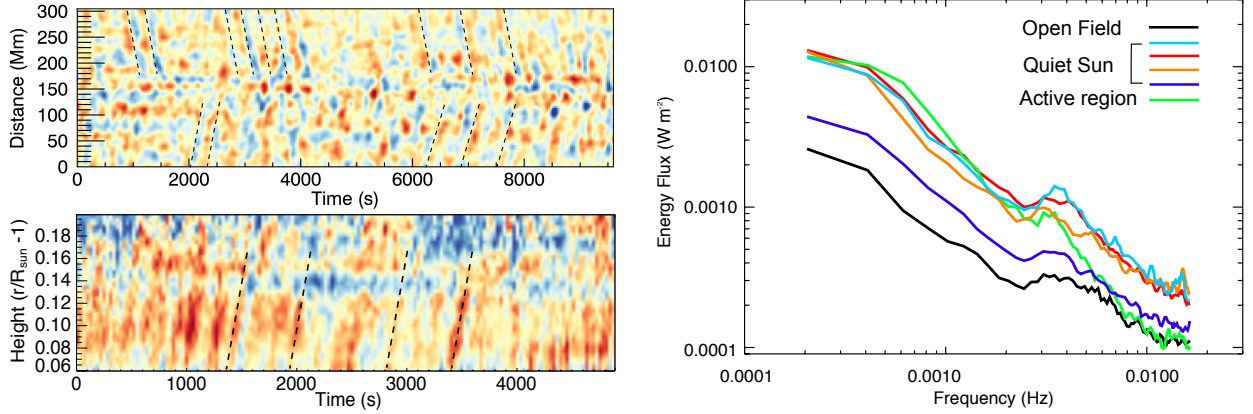 Distance (Mm)
300
250
200
150
100
50
0
0 2000 4000 6000 8000
Time (s)
Height (r/R_sun -1)
0.18
0.16
0.14
0.12
0.10
0.08
0.06
0 1000 2000 3000 4000
Time (s)
Energy Flux (W m⁻²)
0.0100
0.0010
0.0001
0.0001 0.0010 0.0100
Frequency (Hz)
Open Field
Quiet Sun
Active region